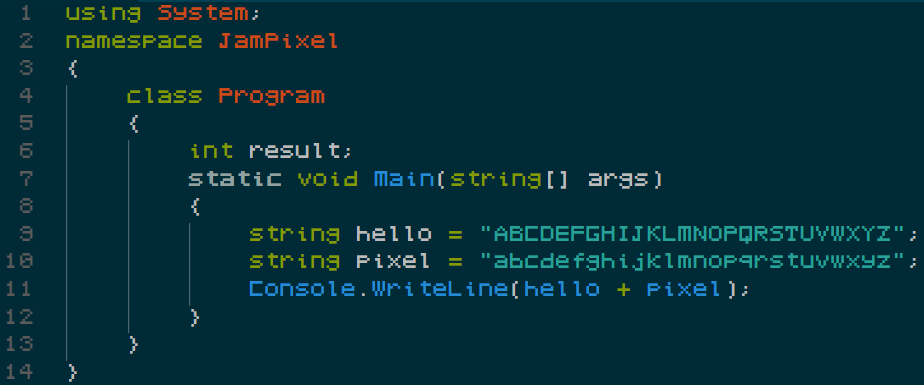 1 using System;
2 namespace JamPixel
3 {
4     class Program
5     {
6         int result;
7         static void Main(string[] args)
8         {
9             string hello = "ABCDEFGHIJKLMNOPQRSTUVWXYZ";
10             string pixel = "abcdefghijklmnopqrstuvwxyz";
11             Console.WriteLine(hello + pixel);
12         }
13     }
14 }